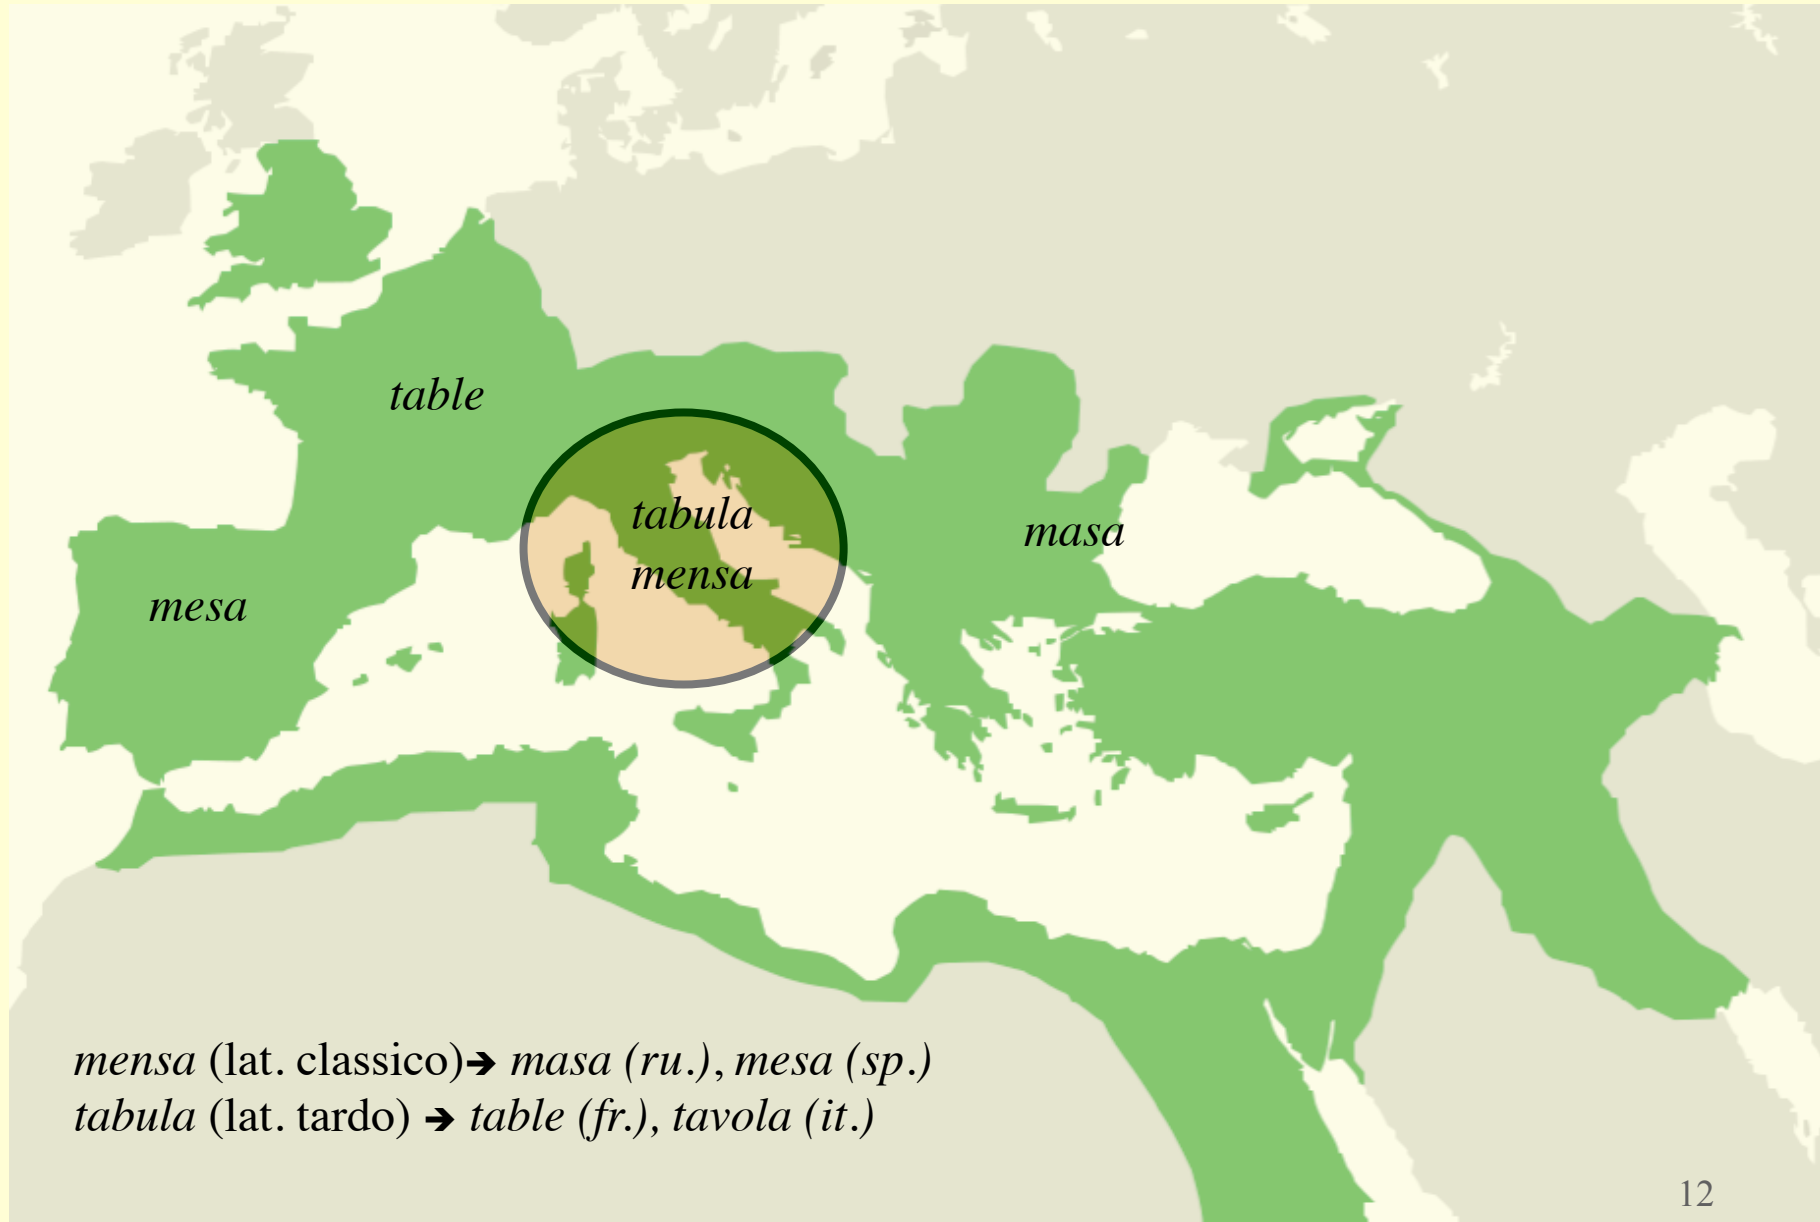 table
tabula
mensa
masa
mesa
mensa (lat. classico)➔ masa (ru.), mesa (sp.)
tabula (lat. tardo) ➔ table (fr.), tavola (it.)
12